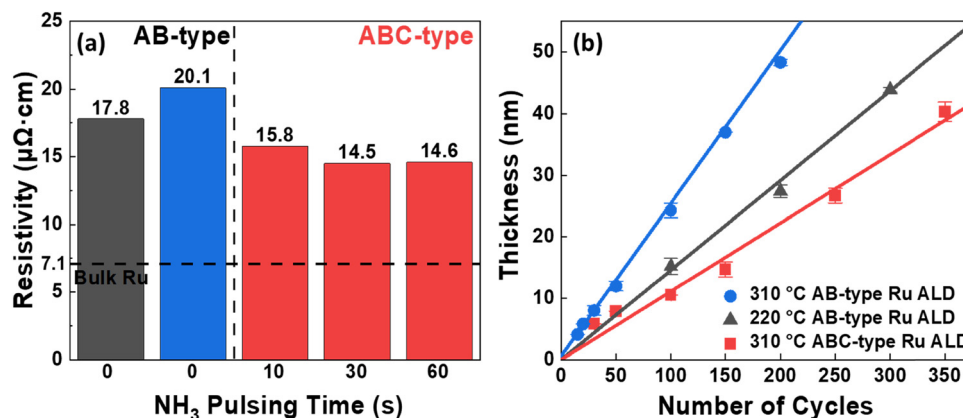 (a)
AB-type
ABC-type
25
20
15
10
7.1
5
0
Resistivity (μΩ·cm)
17.8
20.1
15.8
14.5
14.6
Bulk Ru
0
0
10
30
60
NH₃ Pulsing Time (s)
(b)
50
40
30
20
10
0
Thickness (nm)
310 °C AB-type Ru ALD
220 °C AB-type Ru ALD
310 °C ABC-type Ru ALD
0
50
100
150
200
250
300
350
Number of Cycles